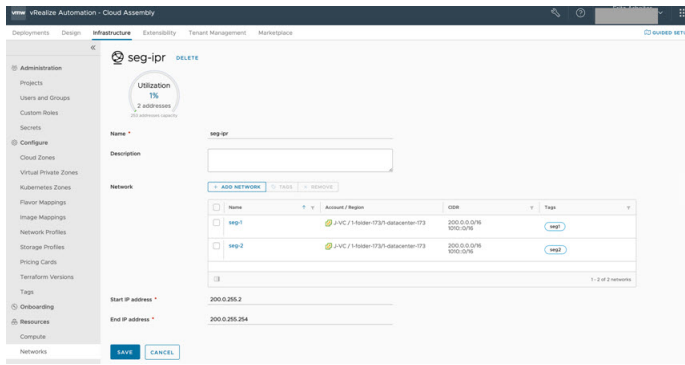 vmw vRealize Automation - Cloud Assembly
Deployments Design Infrastructure Extensibility Tenant Management Marketplace GUIDED SET
seg-ipr DELETE
Utilization
1%
2 addresses
253 addresses capacity
Administration
Projects
Users and Groups
Custom Roles
Secrets
Configure
Cloud Zones
Virtual Private Zones
Kubernetes Zones
Flavor Mappings
Image Mappings
Network Profiles
Storage Profiles
Pricing Cards
Terraform Versions
Tags
Onboarding
Resources
Compute
Networks
Name * seg-ipr
Description
Network + ADD NETWORK TAGS × REMOVE
Name Account / Region CIDR Tags
seg-1 J-VC / 1-folder-173/1-datacenter-173 200.0.0.0/16 seg1
1010::0/16
seg-2 J-VC / 1-folder-173/1-datacenter-173 200.0.0.0/16 seg2
1010::0/16
1 - 2 of 2 networks
Start IP address * 200.0.255.2
End IP address * 200.0.255.254
SAVE CANCEL